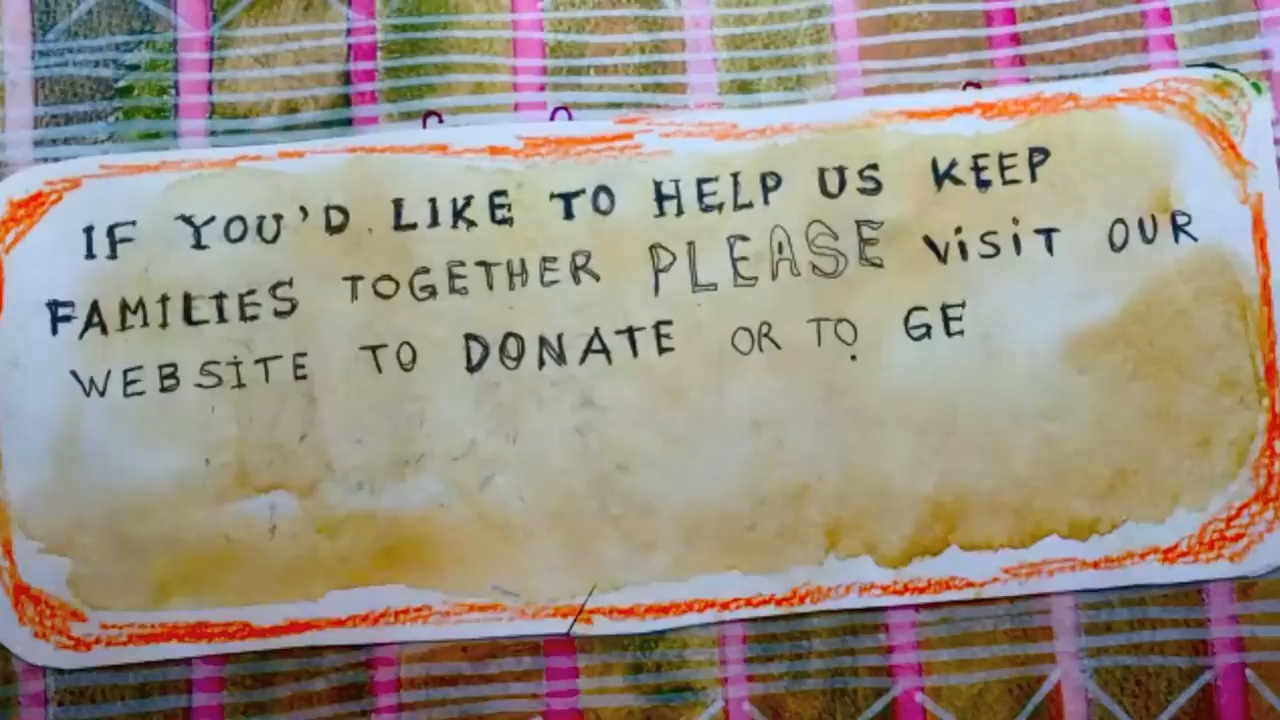 IF YOU'D LIKE TO HELP US KEEP
FAMILIES TOGETHER PLEASE VISIT OUR
WEBSITE TO DONATE OR TO GE